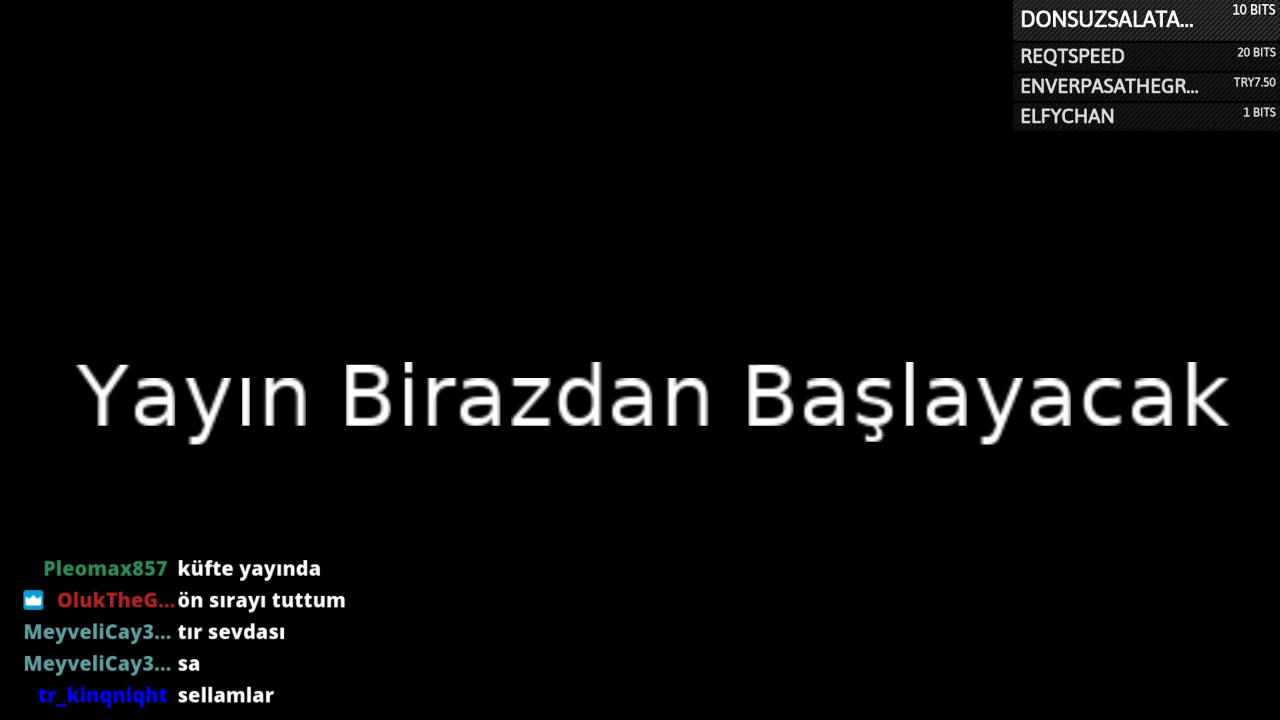 DONSUZSALATA... 10 BITS
REQTSPEED 20 BITS
ENVERPASATHEGR... TRY7.50
ELFYCHAN 1 BITS
Yayın Birazdan Başlayacak
Pleomax857 küfte yayında
OlukTheG... ön sırayı tuttum
MeyveliCay3... tır sevdası
MeyveliCay3... sa
tr_kinqniqht sellamlar